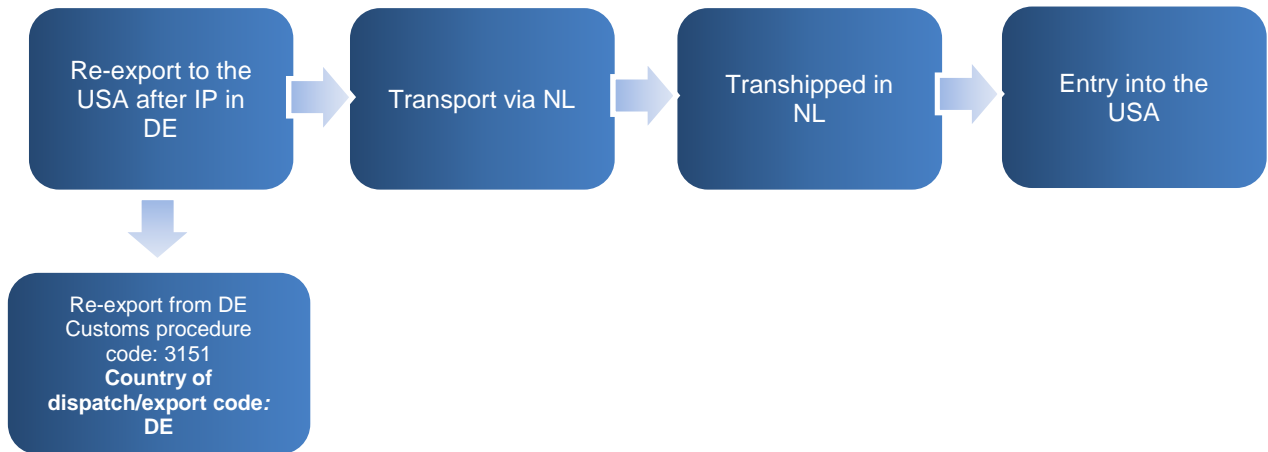 Re-export to the
USA after IP in
DE
Transport via NL
Transhipped in
NL
Entry into the
USA
Re-export from DE
Customs procedure
code: 3151
Country of
dispatch/export code:
DE